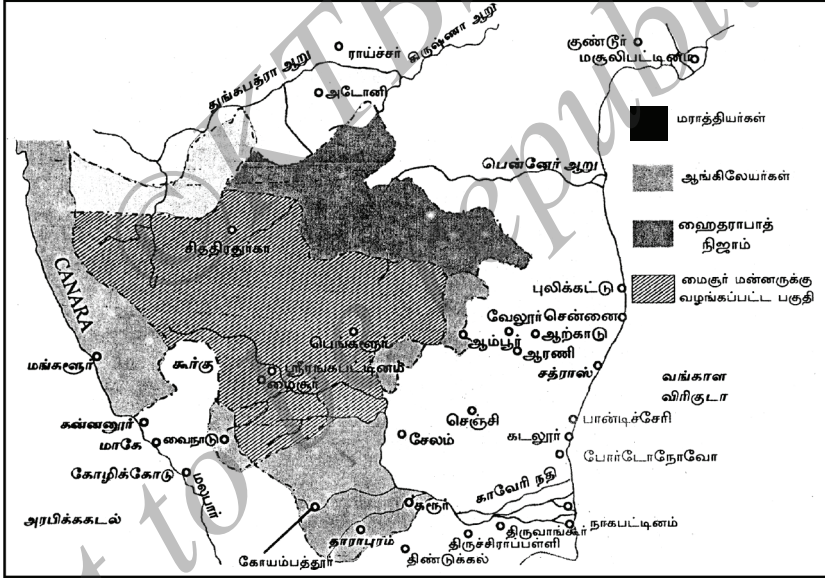 ராய்ச்சர்
கிருஷ்ணா ஆறு
குண்டூர்
மசூலிபட்டினம்
துங்கபத்ரா ஆறு
அடோனி
மராத்தியர்கள்
பென்னேர் ஆறு
ஆங்கிலேயர்கள்
ஹைதராபாத்
நிஜாம்
சித்திரதுர்கா
மைசூர் மன்னருக்கு
வழங்கப்பட்ட பகுதி
CANARA
புலிக்கட்டு
வேலூர்
சென்னை
பெங்களூர்
ஆம்பூர்
ஆற்காடு
ஆரணி
மங்களூர்
கூர்கு
ஸ்ரீரங்கபட்டினம்
மைசூர்
சத்ராஸ்
வங்காள
விரிகுடா
செஞ்சி
பாண்டிச்சேரி
கன்னனூர்
மாகே
வைநாடு
சேலம்
கடலூர்
போர்டோநோவோ
கோழிக்கோடு
மலபார்
காவேரி நதி
கரூர்
அரபிக்ககடல்
தாராபுரம்
திருவாங்கூர்
நாகபட்டினம்
திருச்சிராப்பள்ளி
கோயம்பத்தூர்
திண்டுக்கல்